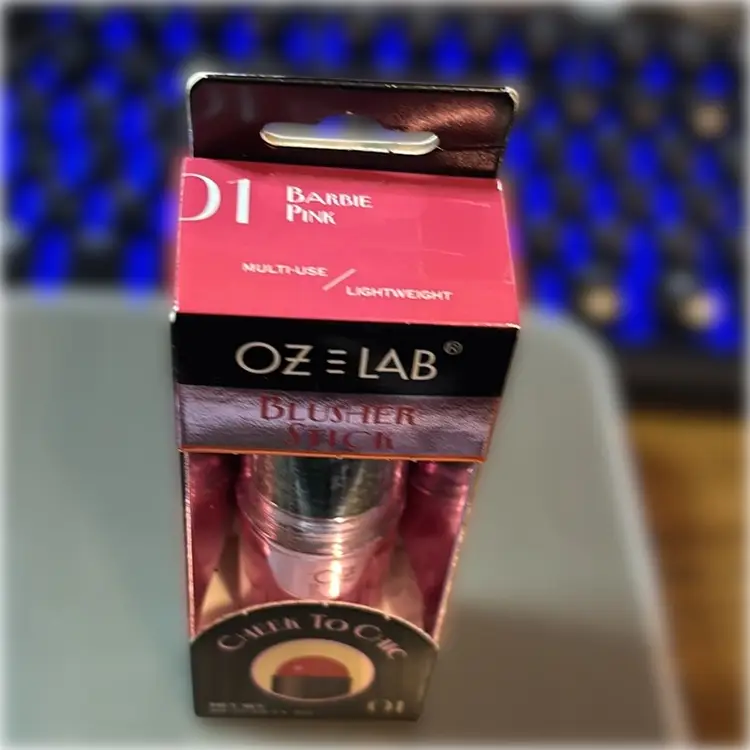 01
BARBIE
PINK
MULTI-USE / LIGHTWEIGHT
OZ LAB®
BLUSHER
STICK
CHEEK TO CHIC
01